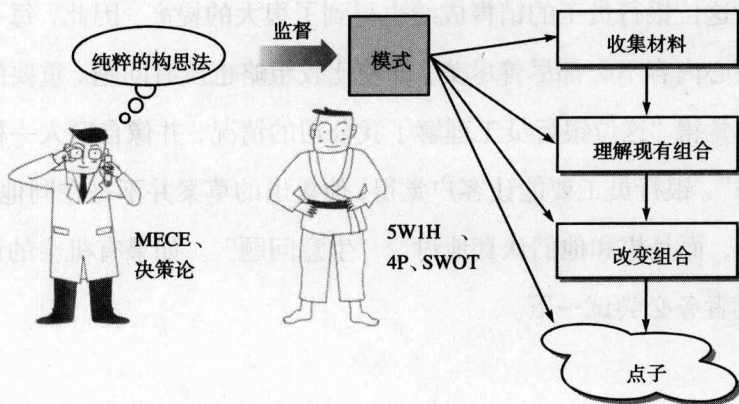 纯粹的构思法
监督
模式
收集材料
理解现有组合
改变组合
点子
MECE、
决策论
5W1H 、
4P、SWOT